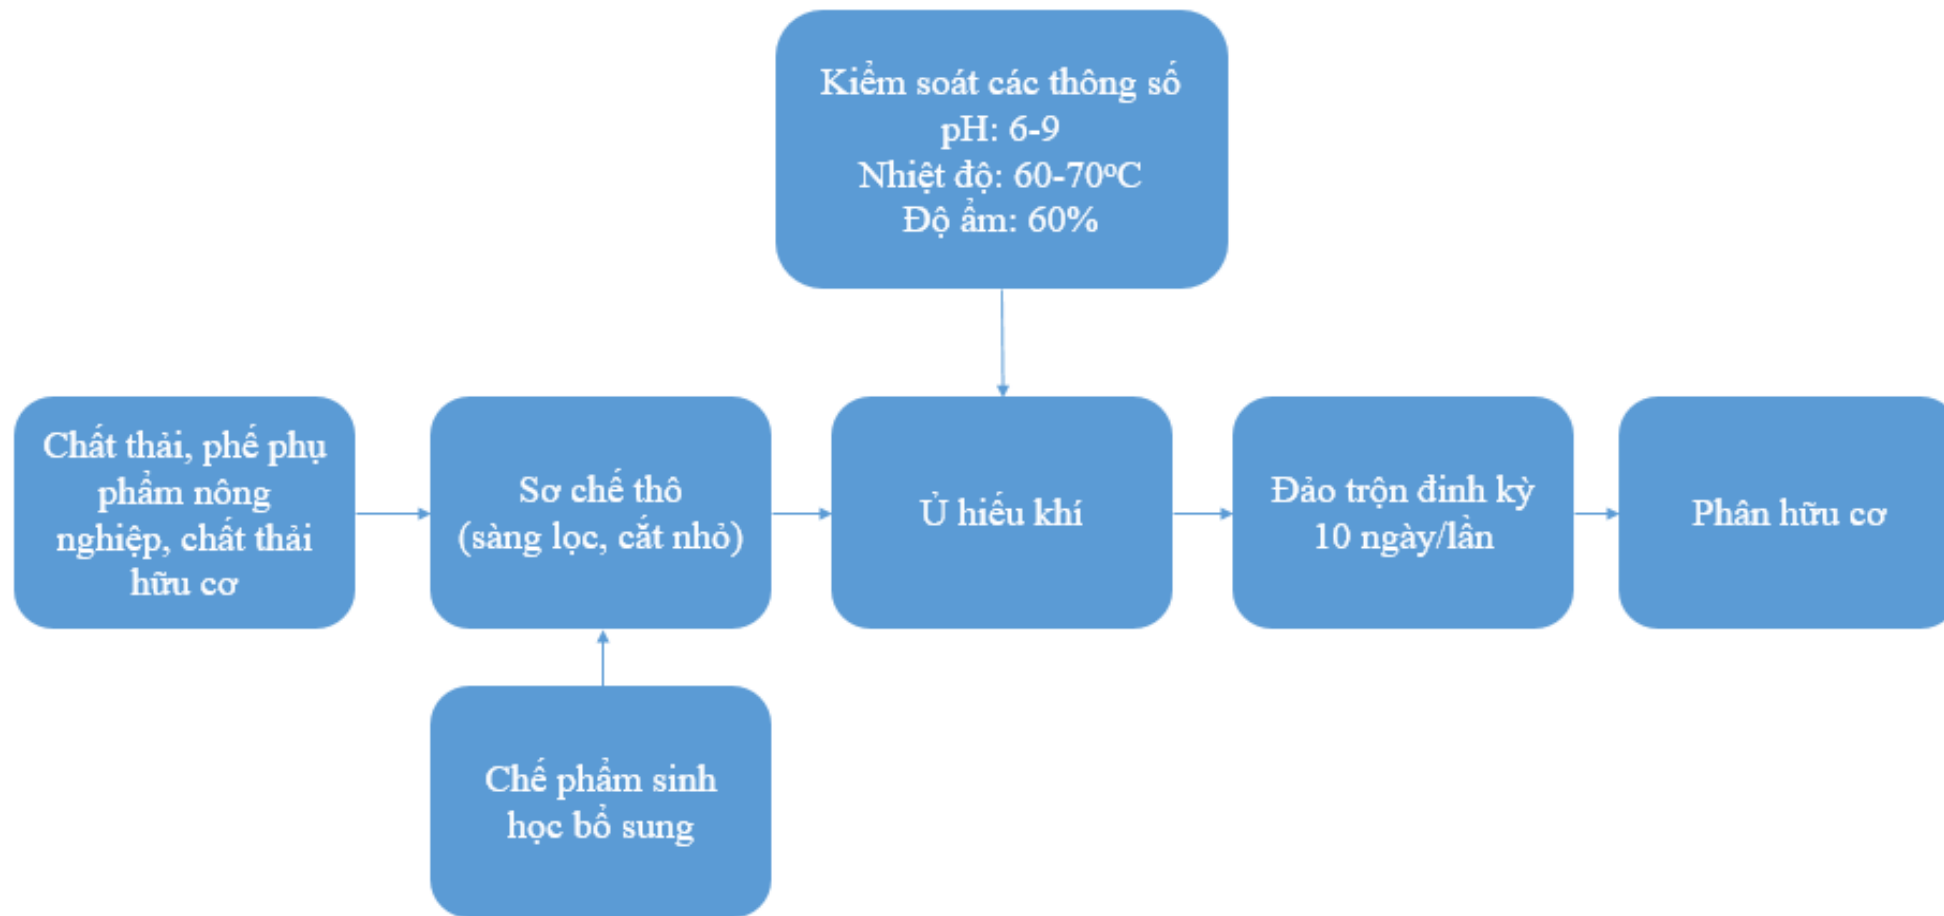 Kiểm soát các thông số
pH: 6-9
Nhiệt độ: 60-70°C
Độ ẩm: 60%
Chất thải, phế phụ
phẩm nông
nghiệp, chất thải
hữu cơ
Sơ chế thô
(sàng lọc, cắt nhỏ)
Ủ hiếu khí
Đảo trộn đinh kỳ
10 ngày/lần
Phân hữu cơ
Chế phẩm sinh
học bổ sung